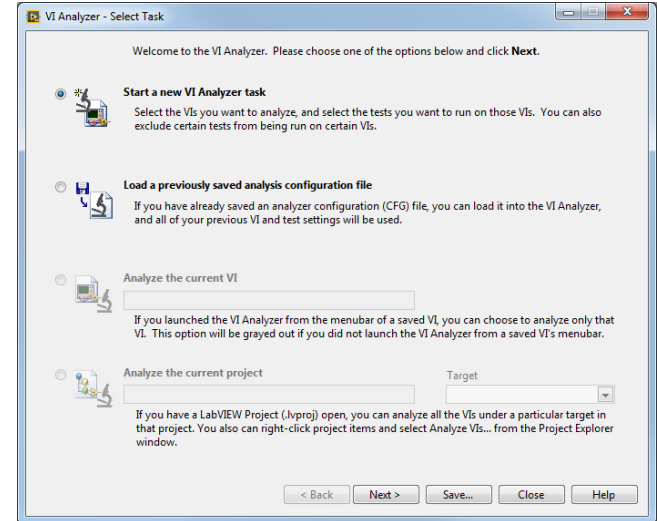 VI Analyzer - Select Task
Welcome to the VI Analyzer. Please choose one of the options below and click Next.
Start a new VI Analyzer task
Select the VIs you want to analyze, and select the tests you want to run on those VIs. You can also
exclude certain tests from being run on certain VIs.
Load a previously saved analysis configuration file
If you have already saved an analyzer configuration (CFG) file, you can load it into the VI Analyzer,
and all of your previous VI and test settings will be used.
Analyze the current VI
If you launched the VI Analyzer from the menubar of a saved VI, you can choose to analyze only that
VI. This option will be grayed out if you did not launch the VI Analyzer from a saved VI's menubar.
Analyze the current project
Target
If you have a LabVIEW Project (.lvproj) open, you can analyze all the VIs under a particular target in
that project. You also can right-click project items and select Analyze VIs... from the Project Explorer
window.
< Back Next > Save... Close Help